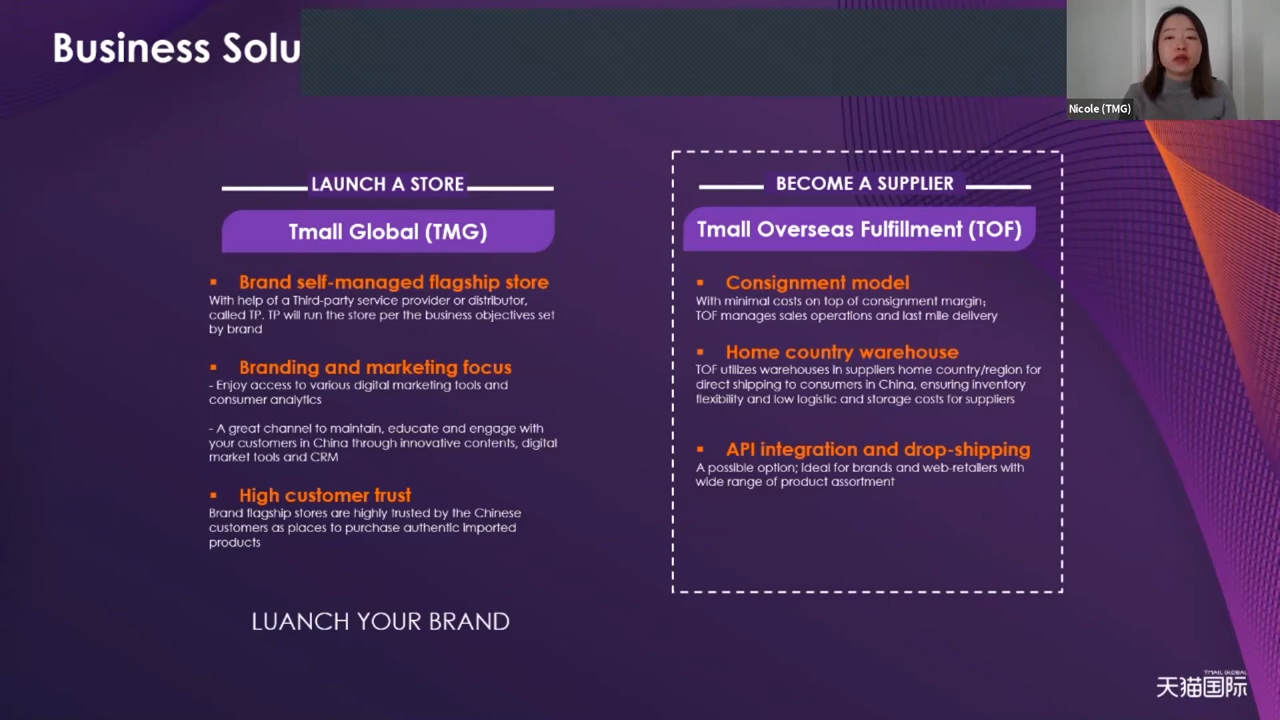 Business Solu
Nicole (TMG)
LAUNCH A STORE
Tmall Global (TMG)
▪ Brand self-managed flagship store
With help of a Third-party service provider or distributor,
called TP. TP will run the store per the business objectives set
by brand
▪ Branding and marketing focus
- Enjoy access to various digital marketing tools and
consumer analytics
- A great channel to maintain, educate and engage with
your customers in China through innovative contents, digital
market tools and CRM
▪ High customer trust
Brand flagship stores are highly trusted by the Chinese
customers as places to purchase authentic imported
products
LUANCH YOUR BRAND
BECOME A SUPPLIER
Tmall Overseas Fulfillment (TOF)
▪ Consignment model
With minimal costs on top of consignment margin;
TOF manages sales operations and last mile delivery
▪ Home country warehouse
TOF utilizes warehouses in suppliers home country/region for
direct shipping to consumers in China, ensuring inventory
flexibility and low logistic and storage costs for suppliers
▪ API integration and drop-shipping
A possible option; Ideal for brands and web-retailers with
wide range of product assortment
TMALL GLOBAL
天猫国际